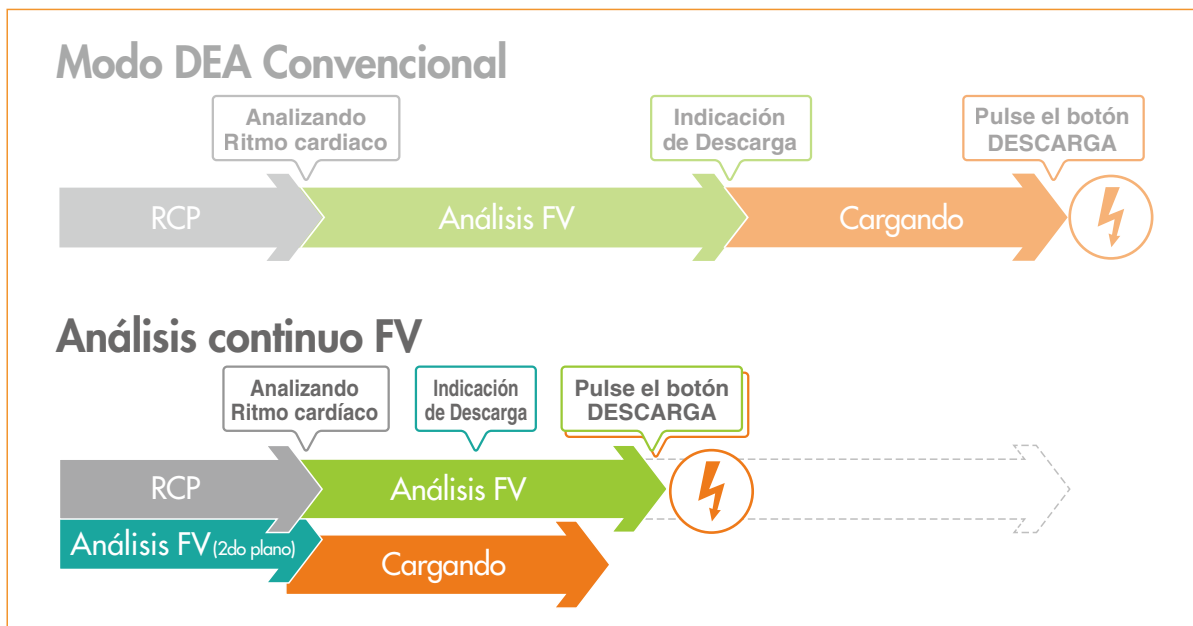 Modo DEA Convencional
Analizando
Ritmo cardiaco
Indicación
de Descarga
Pulse el botón
DESCARGA
RCP
Análisis FV
Cargando
Análisis continuo FV
Analizando
Ritmo cardíaco
Indicación
de Descarga
Pulse el botón
DESCARGA
RCP
Análisis FV
Análisis FV (2do plano)
Cargando